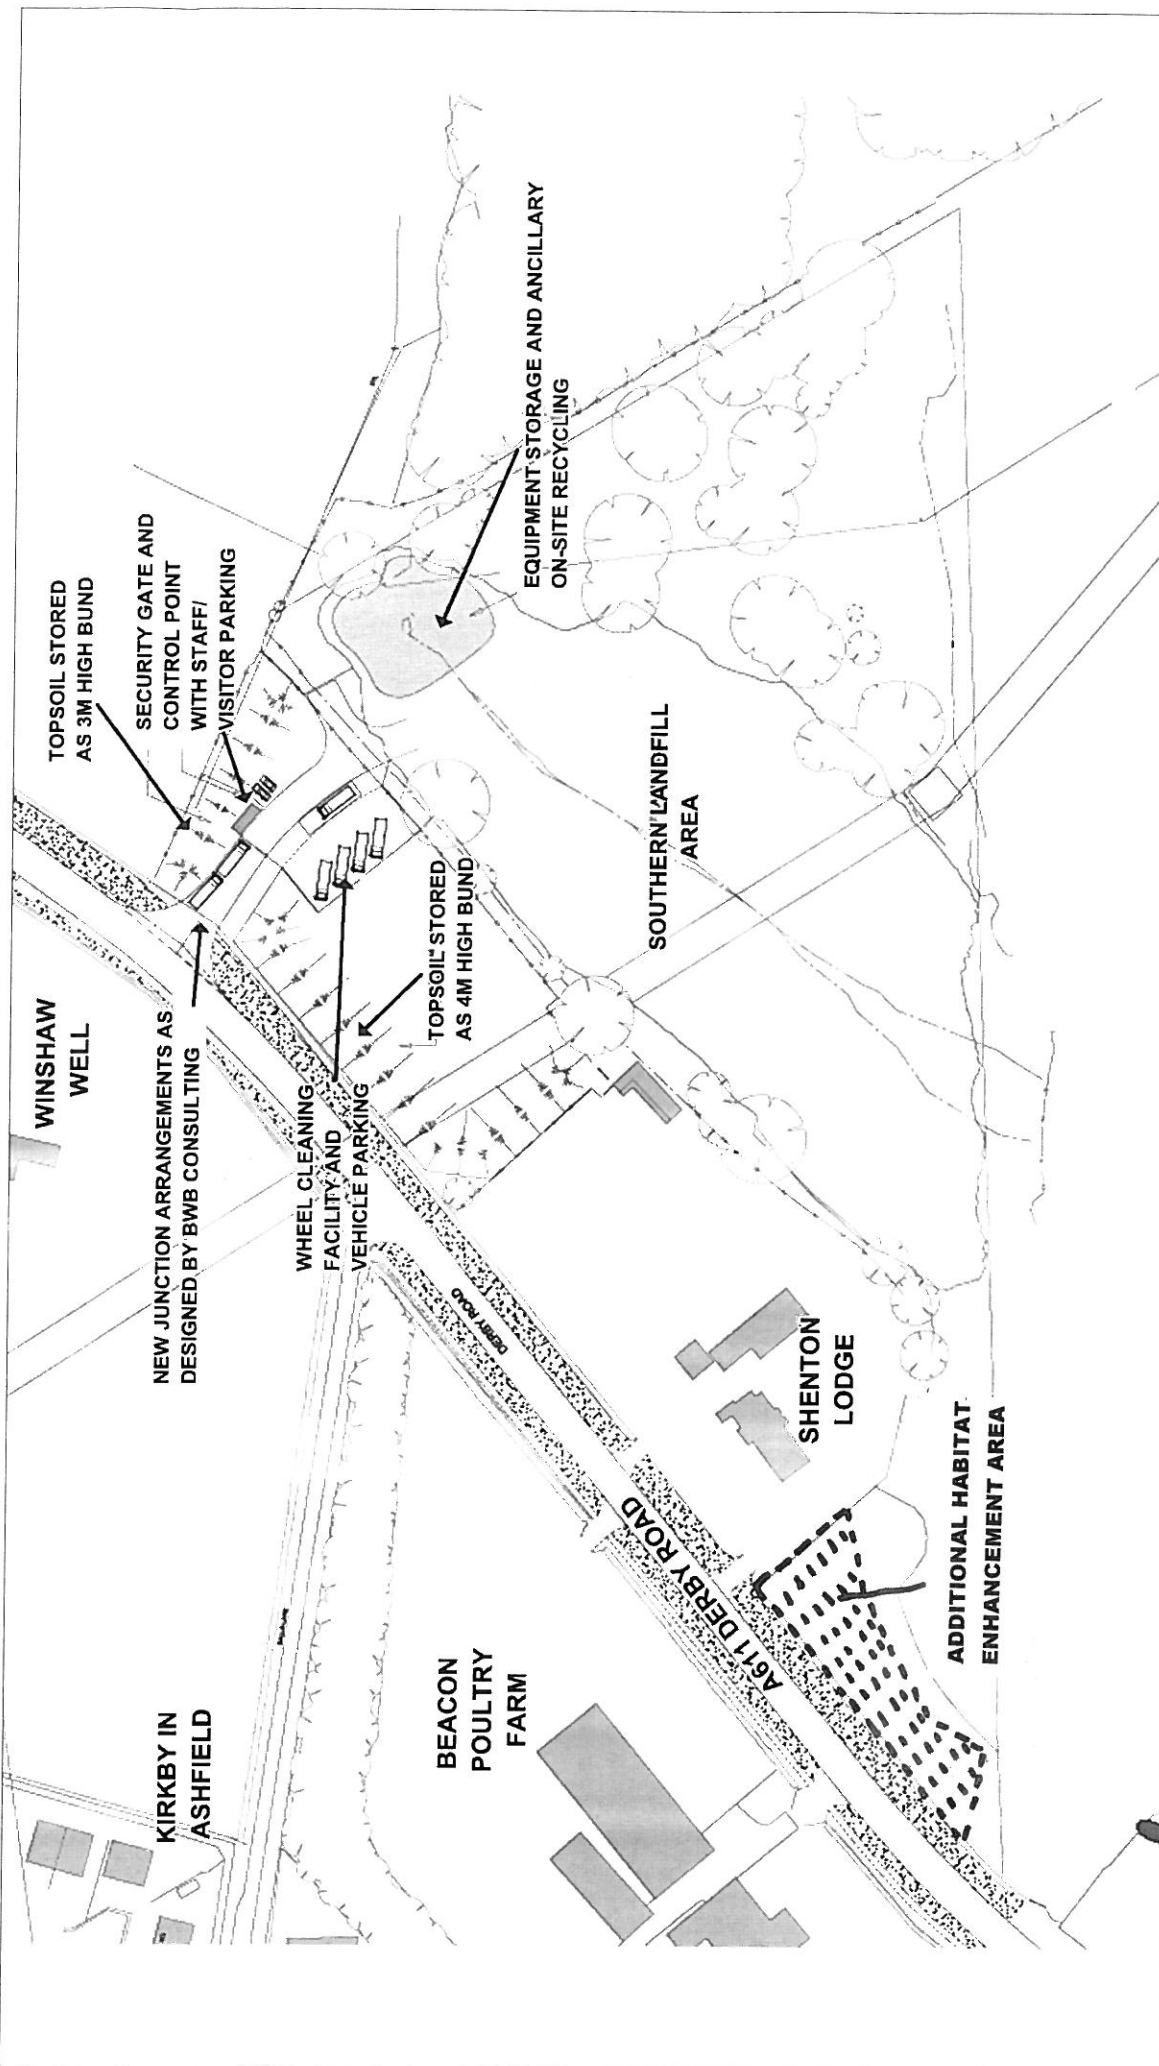 KIRKBY IN
ASHFIELD
WINSHAW
WELL
TOPSOIL STORED
AS 3M HIGH BUND
SECURITY GATE AND
CONTROL POINT
WITH STAFF/
VISITOR PARKING
NEW JUNCTION ARRANGEMENTS AS
DESIGNED BY BWB CONSULTING
WHEEL CLEANING
FACILITY AND
VEHICLE PARKING
TOPSOIL STORED
AS 4M HIGH BUND
EQUIPMENT STORAGE AND ANCILLARY
ON-SITE RECYCLING
BEACON
POULTRY
FARM
DERBY ROAD
A611 DERBY ROAD
SOUTHERN LANDFILL
AREA
SHENTON
LODGE
ADDITIONAL HABITAT
ENHANCEMENT AREA